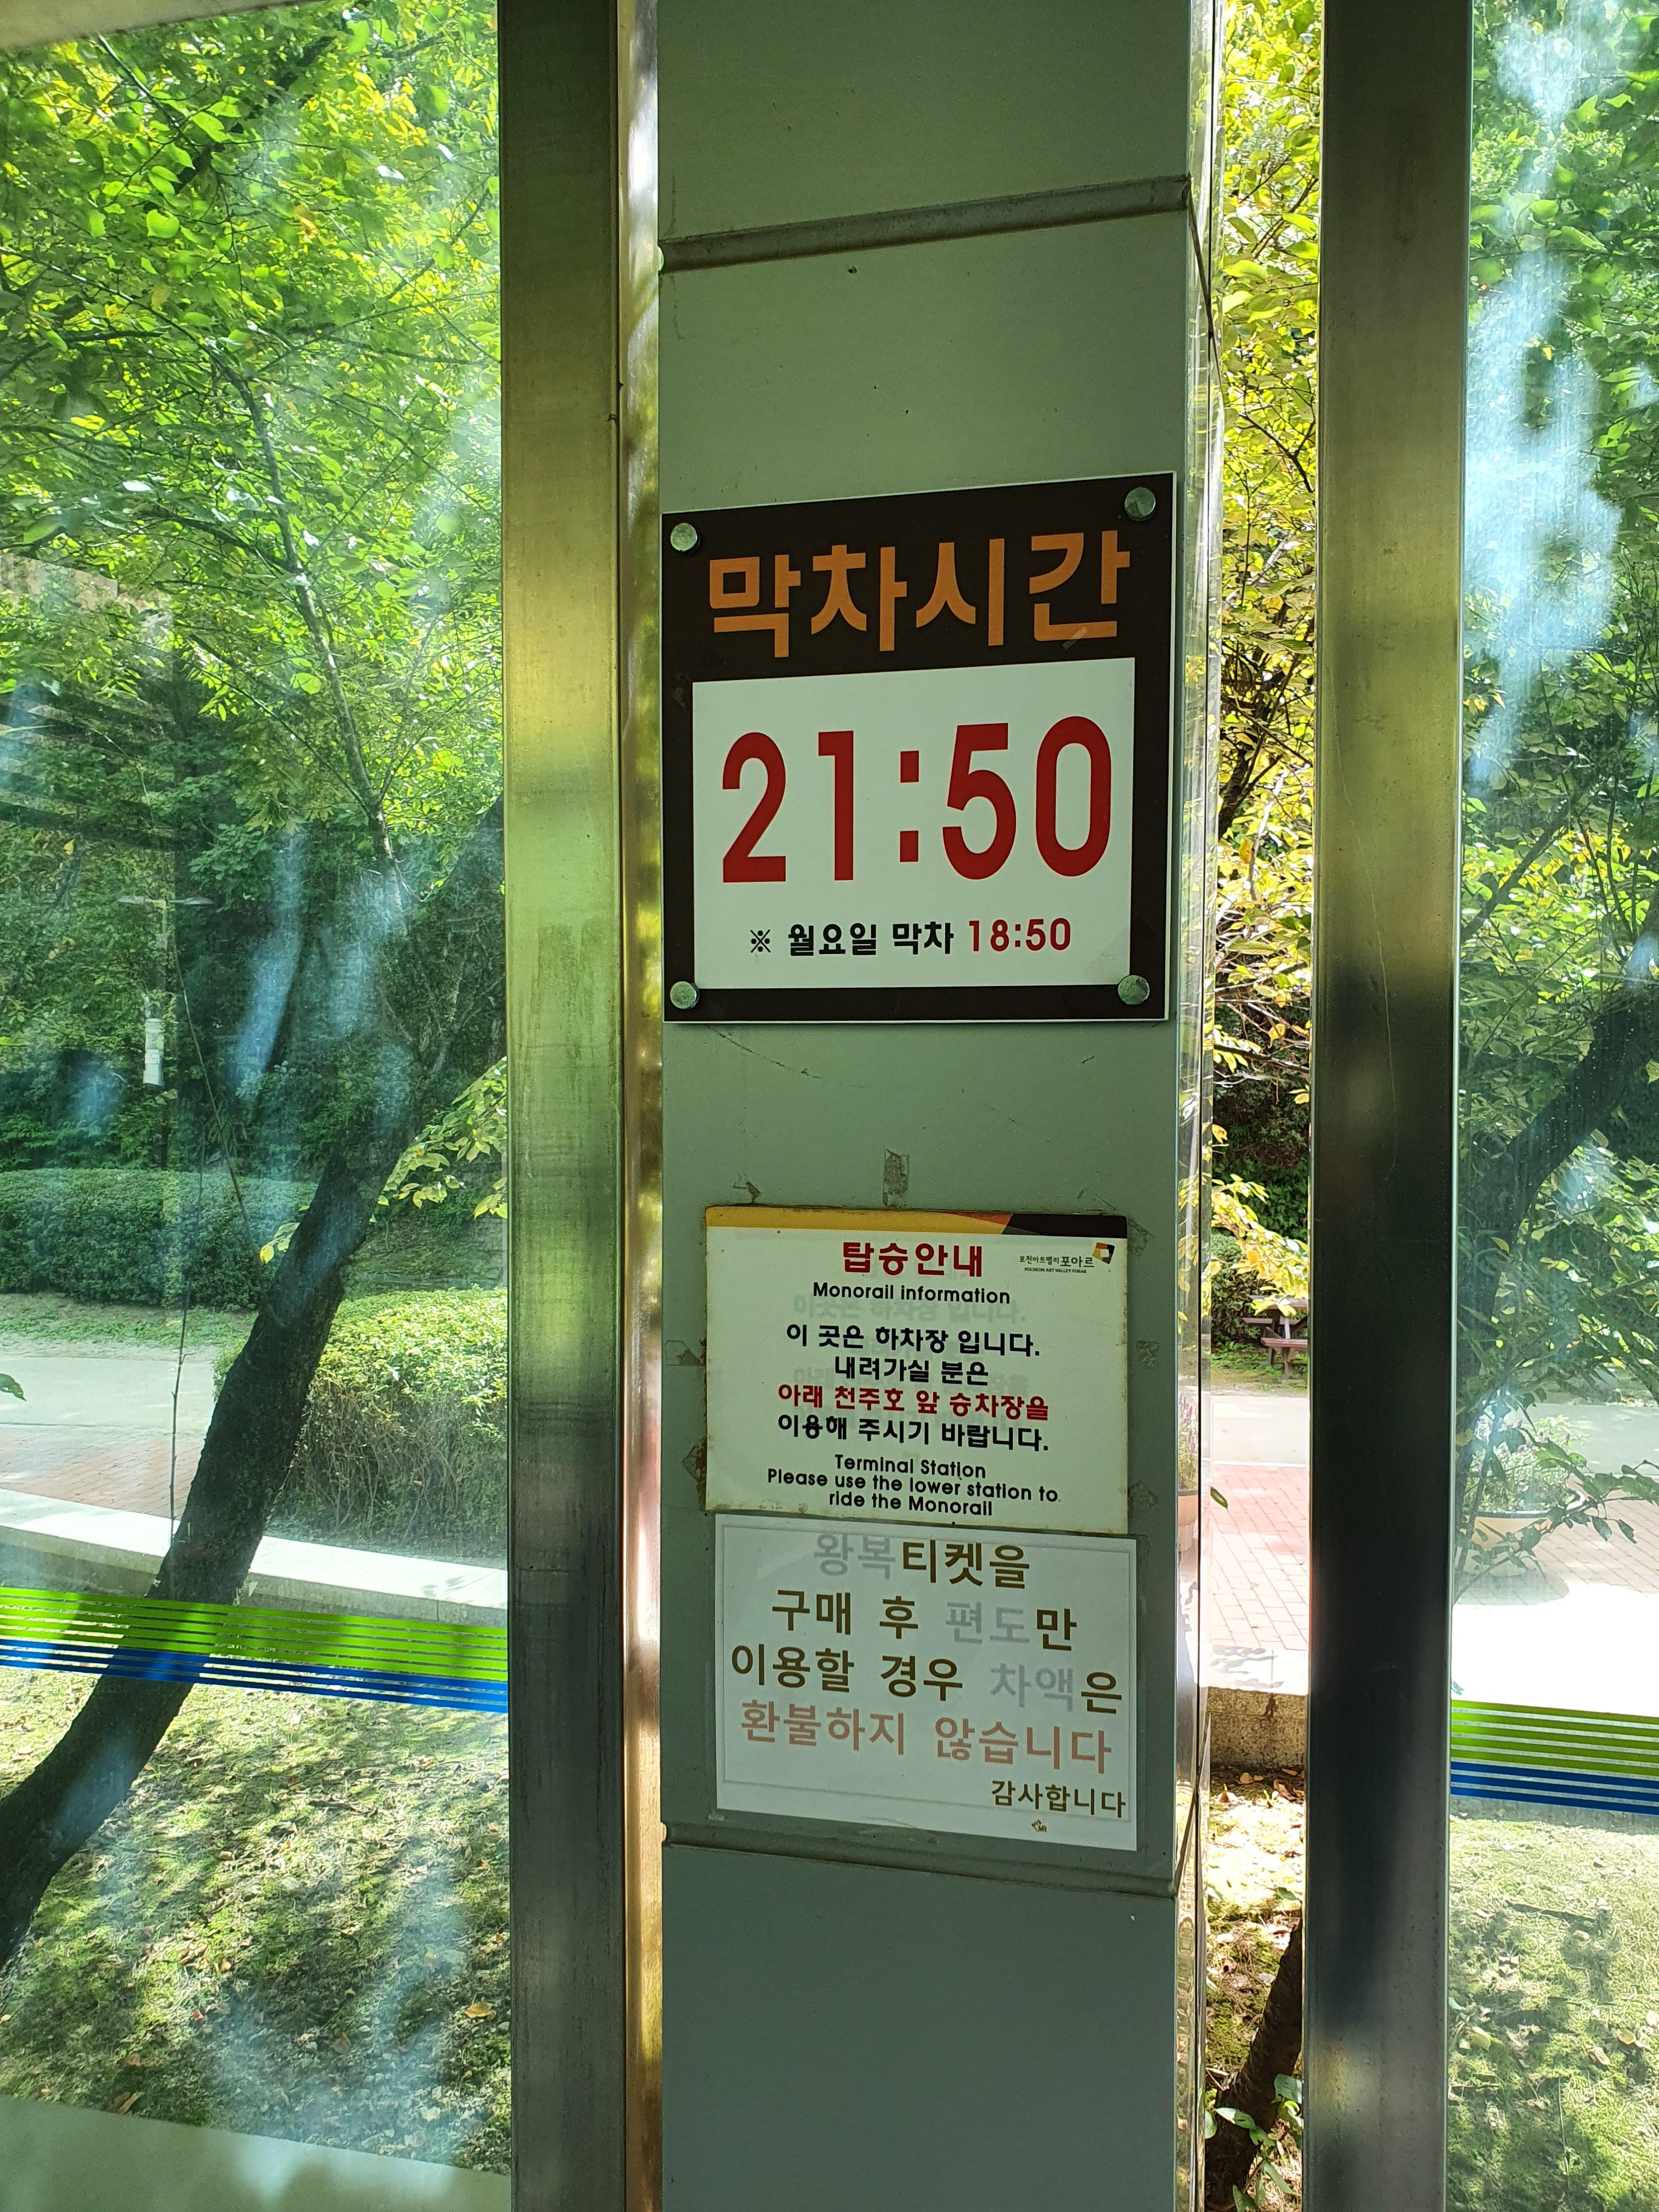 막차시간
21:50
※ 월요일 막차 18:50
탑승안내
포천아트밸리 포아르
POCHEON ART VALLEY FORAR
Monorail information
이 곳은 하차장 입니다.
내려가실 분은
아래 천주호 앞 승차장을
이용해 주시기 바랍니다.
Terminal Station
Please use the lower station to
ride the Monorail
왕복티켓을
구매 후 편도만
이용할 경우 차액은
환불하지 않습니다
감사합니다